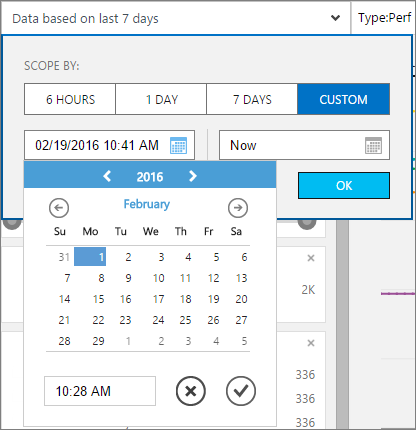 Data based on last 7 days Type:Perf
SCOPE BY:
6 HOURS 1 DAY 7 DAYS CUSTOM
02/19/2016 10:41 AM Now
2016
OK
February
Su Mo Tu We Th Fr Sa
31 1 2 3 4 5 6
7 8 9 10 11 12 13
14 15 16 17 18 19 20
21 22 23 24 25 26 27
28 29 1 2 3 4 5
2K
10:28 AM
336
336
336